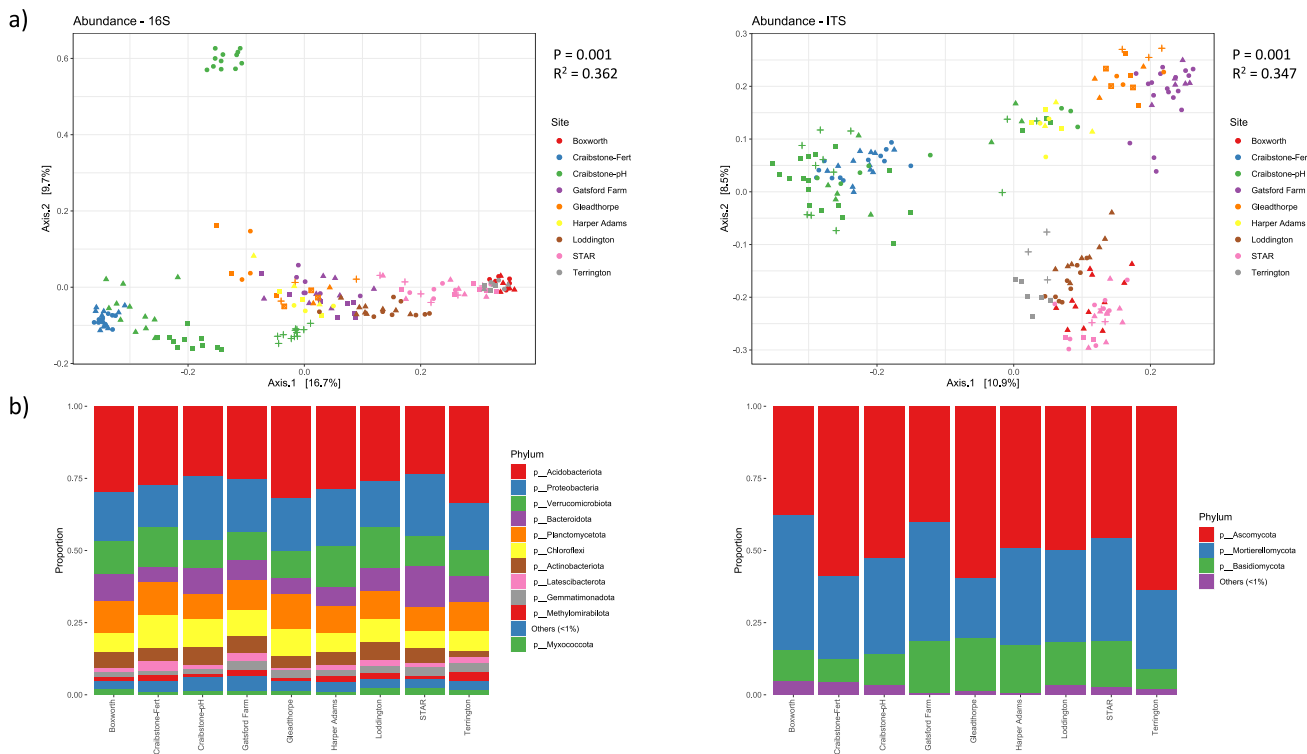 a)
Abundance - 16S
0.6
0.4
0.2
0.0
-0.2
Axis.2 [9.7%]
-0.2
0.0
0.2
Axis.1 [16.7%]
P = 0.001
R² = 0.362
Site
Boxworth
Craibstone-Fert
Craibstone-pH
Gatsford Farm
Gleadthorpe
Harper Adams
Loddington
STAR
Terrington
Abundance - ITS
0.3
0.2
0.1
0.0
-0.1
-0.2
-0.3
Axis.2 [8.5%]
-0.2
0.0
0.2
Axis.1 [10.9%]
P = 0.001
R² = 0.347
Site
Boxworth
Craibstone-Fert
Craibstone-pH
Gatsford Farm
Gleadthorpe
Harper Adams
Loddington
STAR
Terrington
b)
1.00
0.75
0.50
0.25
0.00
Proportion
Boxworth
Craibstone-Fert
Craibstone-pH
Gatsford Farm
Gleadthorpe
Harper Adams
Loddington
STAR
Terrington
Phylum
p__Acidobacteriota
p__Proteobacteria
p__Verrucomicrobiota
p__Bacteroidota
p__Planctomycetota
p__Chloroflexi
p__Actinobacteriota
p__Latescibacterota
p__Gemmatimonadota
p__Methylomirabilota
Others (<1%)
p__Myxococcota
1.00
0.75
0.50
0.25
0.00
Proportion
Boxworth
Craibstone-Fert
Craibstone-pH
Gatsford Farm
Gleadthorpe
Harper Adams
Loddington
STAR
Terrington
Phylum
p__Ascomycota
p__Mortierellomycota
p__Basidiomycota
Others (<1%)